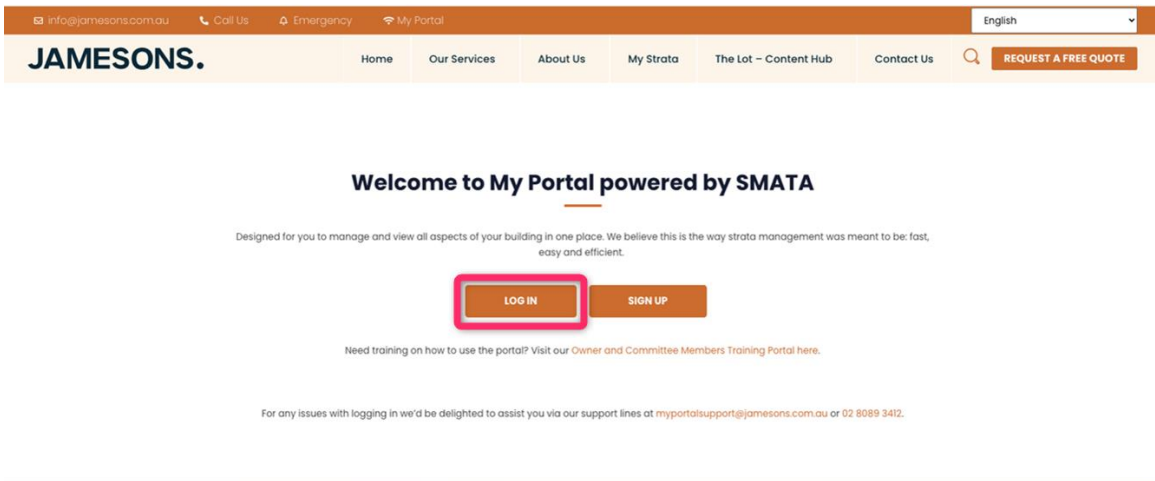 info@jamesons.com.au Call Us Emergency My Portal English
JAMESONS. Home Our Services About Us My Strata The Lot – Content Hub Contact Us REQUEST A FREE QUOTE
Welcome to My Portal powered by SMATA
Designed for you to manage and view all aspects of your building in one place. We believe this is the way strata management was meant to be: fast,
easy and efficient.
LOG IN SIGN UP
Need training on how to use the portal? Visit our Owner and Committee Members Training Portal here.
For any issues with logging in we'd be delighted to assist you via our support lines at myportalsupport@jamesons.com.au or 02 8089 3412.